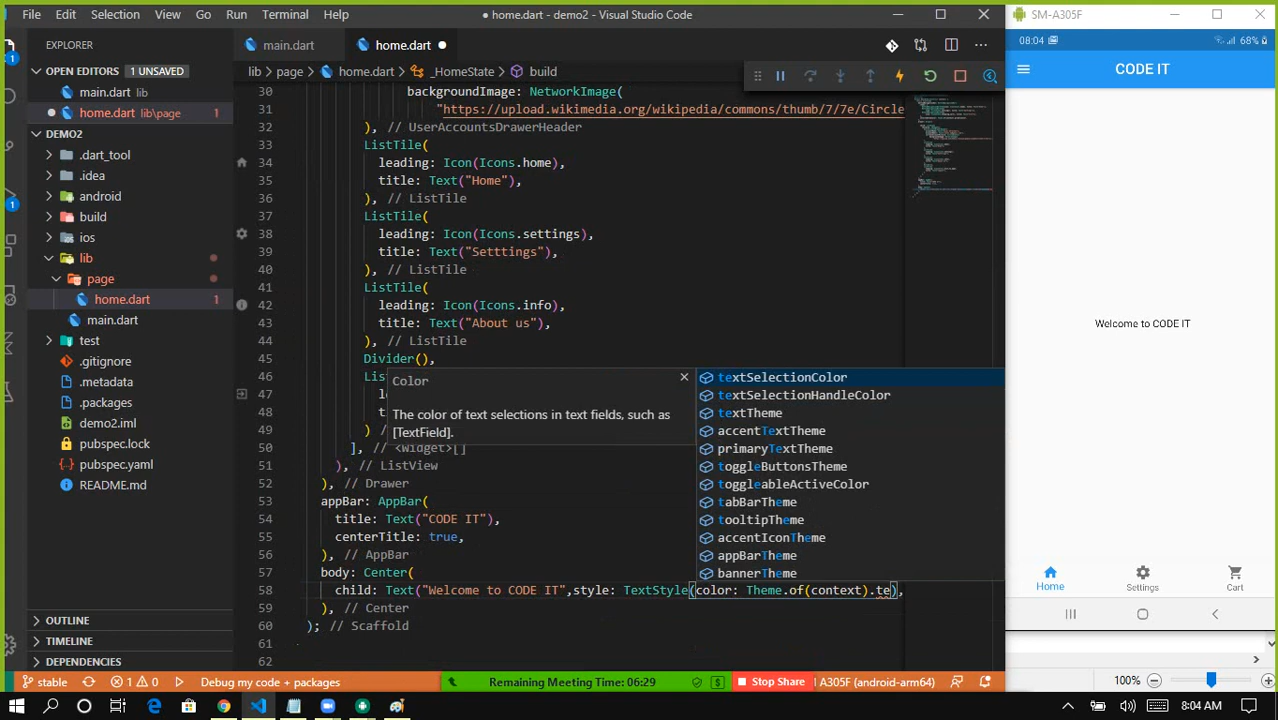 File Edit Selection View Go Run Terminal Help
● home.dart - demo2 - Visual Studio Code
SM-A305F
EXPLORER
main.dart
home.dart ●
OPEN EDITORS 1 UNSAVED
main.dart lib
● home.dart lib\page 1
DEMO2
.dart_tool
.idea
android
build
ios
lib
page
home.dart 1
main.dart
test
.gitignore
.metadata
.packages
demo2.iml
pubspec.lock
pubspec.yaml
README.md
OUTLINE
TIMELINE
DEPENDENCIES
lib > page > home.dart > _HomeState > build
30 backgroundImage: NetworkImage(
31 "https://upload.wikimedia.org/wikipedia/commons/thumb/7/7e/Circle
32 ), // UserAccountsDrawerHeader
33 ListTile(
34 leading: Icon(Icons.home),
35 title: Text("Home"),
36 ), // ListTile
37 ListTile(
38 leading: Icon(Icons.settings),
39 title: Text("Setttings"),
40 ), // ListTile
41 ListTile(
42 leading: Icon(Icons.info),
43 title: Text("About us"),
44 ), // ListTile
45 Divider(),
46 Lis
47 l
48 t
49 ) /
50 ], // <Widget>[]
51 ), // ListView
52 ), // Drawer
53 appBar: AppBar(
54 title: Text("CODE IT"),
55 centerTitle: true,
56 ), // AppBar
57 body: Center(
58 child: Text("Welcome to CODE IT",style: TextStyle(color: Theme.of(context).te),
59 ), // Center
60 ); // Scaffold
61
62
Color
The color of text selections in text fields, such as
[TextField].
textSelectionColor
textSelectionHandleColor
textTheme
accentTextTheme
primaryTextTheme
toggleButtonsTheme
toggleableActiveColor
tabBarTheme
tooltipTheme
accentIconTheme
appBarTheme
bannerTheme
08:04 68%
CODE IT
Welcome to CODE IT
Home Settings Cart
100%
stable 1 0 Debug my code + packages
Remaining Meeting Time: 06:29
Stop Share
A305F (android-arm64)
8:04 AM